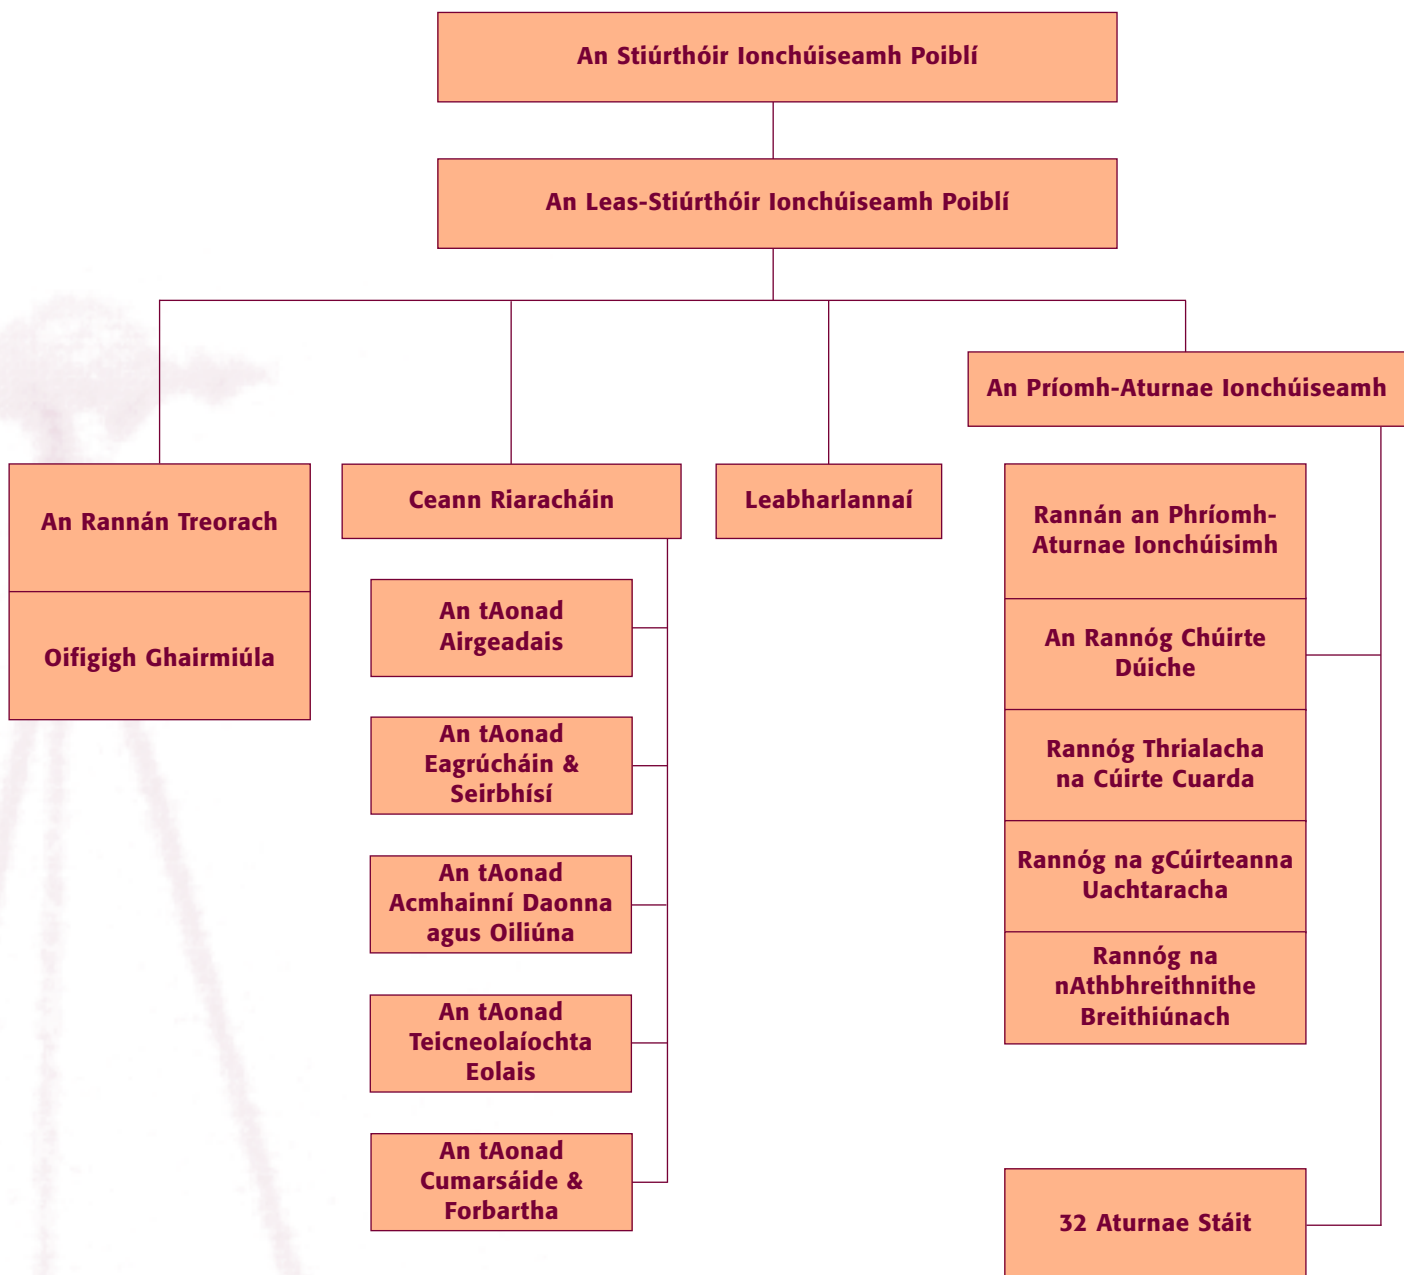 An Stiúrthóir Ionchúiseamh Poiblí
An Leas-Stiúrthóir Ionchúiseamh Poiblí
An Príomh-Aturnae Ionchúiseamh
An Rannán Treorach
Oifigigh Ghairmiúla
Ceann Riaracháin
An tAonad
Airgeadais
An tAonad
Eagrúcháin &
Seirbhísí
An tAonad
Acmhainní Daonna
agus Oiliúna
An tAonad
Teicneolaíochta
Eolais
An tAonad
Cumarsáide &
Forbartha
Leabharlannaí
Rannán an Phríomh-
Aturnae Ionchúisimh
An Rannóg Chúirte
Dúiche
Rannóg Thrialacha
na Cúirte Cuarda
Rannóg na gCúirteanna
Uachtaracha
Rannóg na
nAthbhreithnithe
Breithiúnach
32 Aturnae Stáit